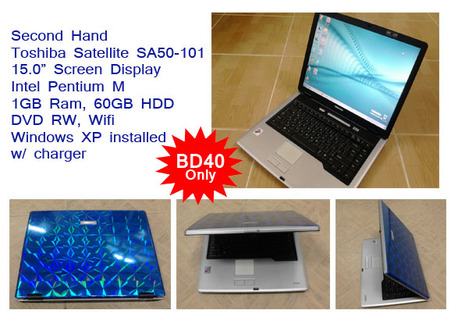 Second Hand
Toshiba Satellite SA50-101
15.0" Screen Display
Intel Pentium M
1GB Ram, 60GB HDD
DVD RW, Wifi
Windows XP installed
w/ charger
BD40
Only